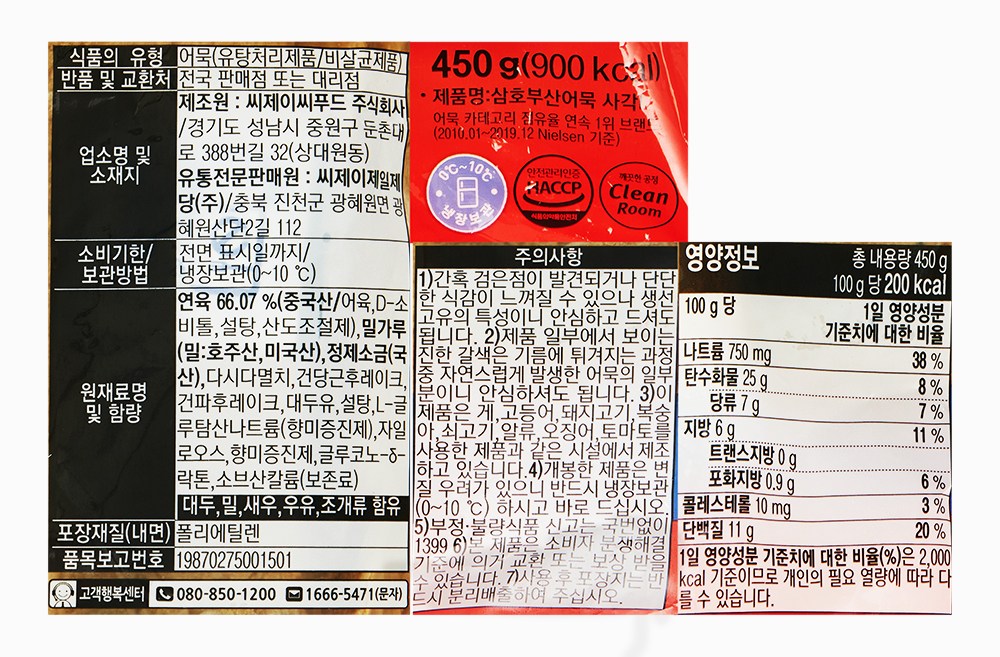 식품의 유형 어묵(유탕처리제품/비살균제품)
반품 및 교환처 전국 판매점 또는 대리점
업소명 및
소재지
제조원 : 씨제이씨푸드 주식회사
/경기도 성남시 중원구 둔촌대
로 388번길 32(상대원동)
유통전문판매원 : 씨제이제일제
당(주)/충북 진천군 광혜원면 광
혜원산단2길 112
소비기한/
보관방법
전면 표시일까지/
냉장보관(0~10 ℃)
원재료명
및 함량
연육 66.07 %(중국산/어육,D-소
비톨,설탕,산도조절제),밀가루
(밀:호주산,미국산),정제소금(국
산),다시다멸치,건당근후레이크,
건파후레이크,대두유,설탕,L-글
루탐산나트륨(향미증진제),자일
로오스,향미증진제,글루코노-δ-
락톤,소브산칼륨(보존료)
대두,밀,새우,우유,조개류 함유
포장재질(내면) 폴리에틸렌
품목보고번호 19870275001501
고객행복센터 080-850-1200 1666-5471(문자)
450 g(900 kcal)
• 제품명:삼호부산어묵 사각
어묵 카테고리 점유율 연속 1위 브랜드
(2010.01~2019.12 Nielsen 기준)
0℃~10℃
냉장보관
안전관리인증
HACCP
식품의약품안전처
깨끗한 공정
Clean
Room
주의사항
1)간혹 검은점이 발견되거나 단단
한 식감이 느껴질 수 있으나 생선
고유의 특성이니 안심하고 드셔도
됩니다. 2)제품 일부에서 보이는
진한 갈색은 기름에 튀겨지는 과정
중 자연스럽게 발생한 어묵의 일부
분이니 안심하셔도 됩니다. 3)이
제품은 게,고등어,돼지고기,복숭
아,쇠고기,알류,오징어,토마토를
사용한 제품과 같은 시설에서 제조
하고 있습니다.4)개봉한 제품은 변
질 우려가 있으니 반드시 냉장보관
(0~10 ℃) 하시고 바로 드십시오.
5)부정·불량식품 신고는 국번없이
1399 6)본 제품은 소비자 분쟁해결
기준에 의거 교환 또는 보상 받을
수 있습니다. 7)사용 후 포장지는 반
드시 분리배출하여 주십시오.
영양정보
총 내용량 450 g
100 g 당 200 kcal
100 g 당
1일 영양성분
기준치에 대한 비율
나트륨 750 mg 38 %
탄수화물 25 g 8 %
당류 7 g 7 %
지방 6 g 11 %
트랜스지방 0 g
포화지방 0.9 g 6 %
콜레스테롤 10 mg 3 %
단백질 11 g 20 %
1일 영양성분 기준치에 대한 비율(%)은 2,000
kcal 기준이므로 개인의 필요 열량에 따라 다
를 수 있습니다.